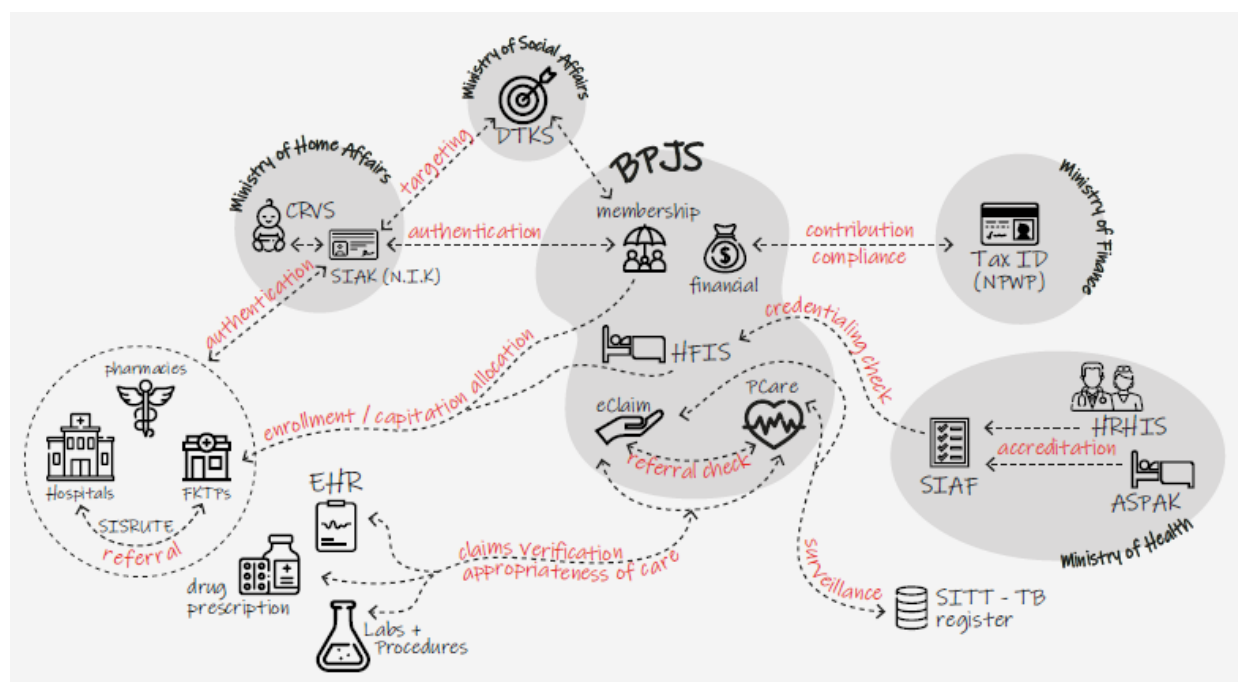 Ministry of Social Affairs
DTKS
Ministry of Home Affairs
CRVS
SIAK (N.I.K)
targeting
authentication
authentication
BPJS
membership
financial
HFIS
eClaim
PCare
referral check
contribution
compliance
Tax ID
(NPWP)
Ministry of Finance
credentialing check
HRHIS
accreditation
SIAF
ASPAK
Ministry of Health
pharmacies
Hospitals
FKTPs
SISRUTE
referral
enrollment / capitation allocation
EHR
drug
prescription
Labs +
Procedures
claims verification
appropriateness of care
surveillance
SITT - TB
register